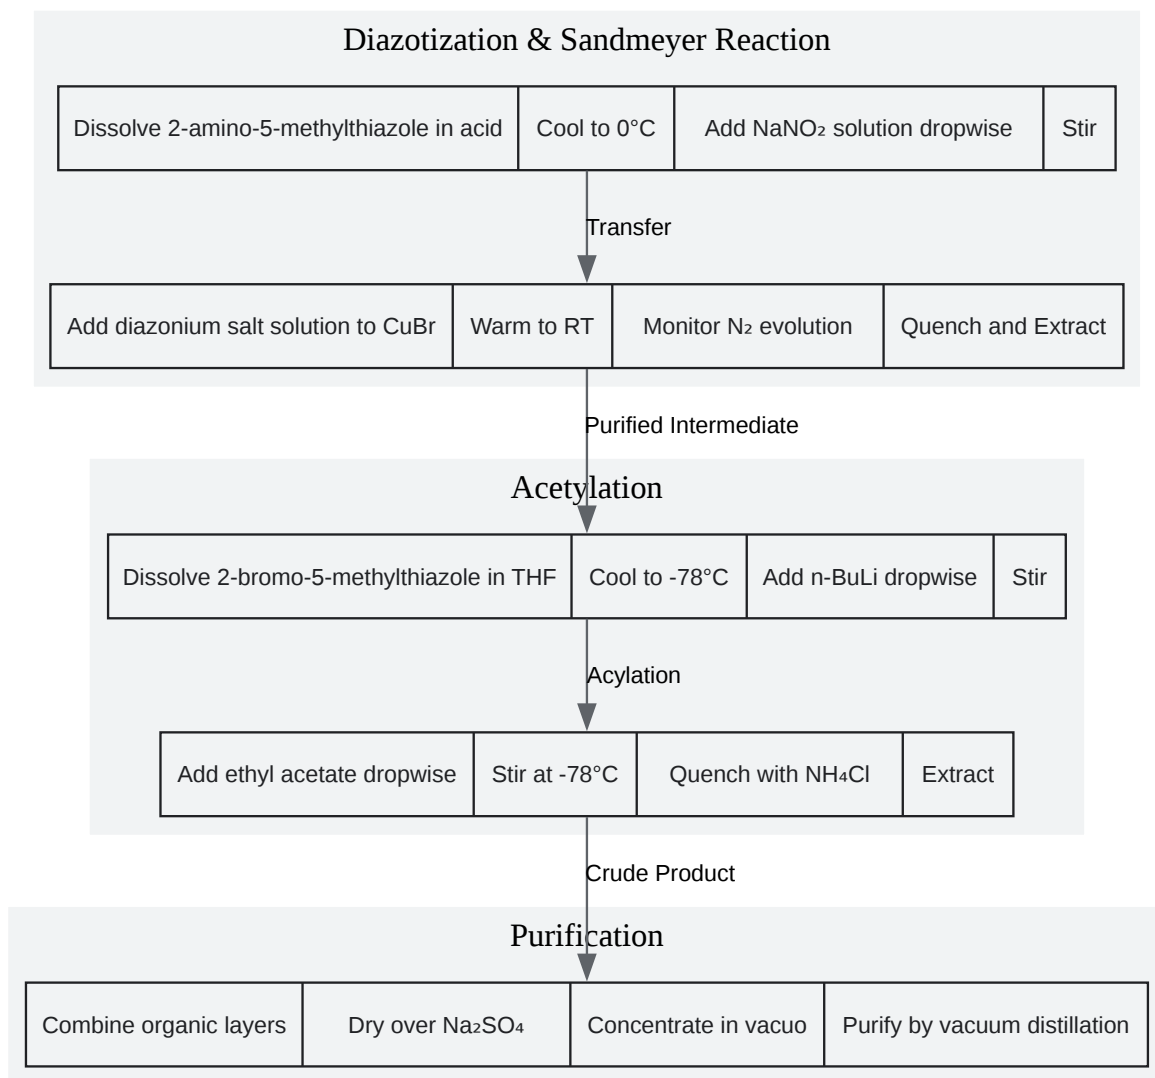 Diazotization & Sandmeyer Reaction
Dissolve 2-amino-5-methylthiazole in acid
Cool to 0°C
Add NaNO₂ solution dropwise
Stir
Transfer
Add diazonium salt solution to CuBr
Warm to RT
Monitor N₂ evolution
Quench and Extract
Purified Intermediate
Acetylation
Dissolve 2-bromo-5-methylthiazole in THF
Cool to -78°C
Add n-BuLi dropwise
Stir
Acylation
Add ethyl acetate dropwise
Stir at -78°C
Quench with NH₄Cl
Extract
Crude Product
Purification
Combine organic layers
Dry over Na₂SO₄
Concentrate in vacuo
Purify by vacuum distillation